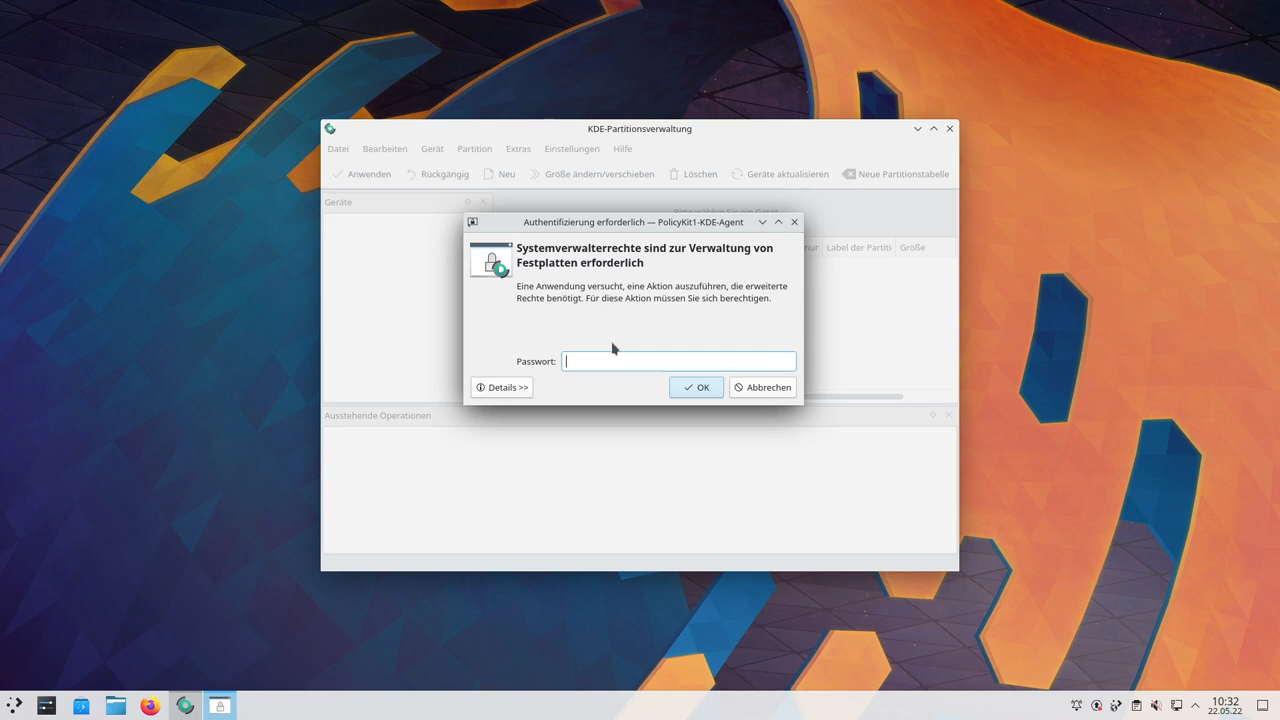 KDE-Partitionsverwaltung
Datei Bearbeiten Gerät Partition Extras Einstellungen Hilfe
Anwenden Rückgängig Neu Größe ändern/verschieben Löschen Geräte aktualisieren Neue Partitionstabelle
Geräte
Label der Partiti Größe
Authentifizierung erforderlich — PolicyKit1-KDE-Agent
Systemverwalterrechte sind zur Verwaltung von
Festplatten erforderlich
Eine Anwendung versucht, eine Aktion auszuführen, die erweiterte
Rechte benötigt. Für diese Aktion müssen Sie sich berechtigen.
Passwort:
Details >> OK Abbrechen
Ausstehende Operationen
10:32
22.05.22